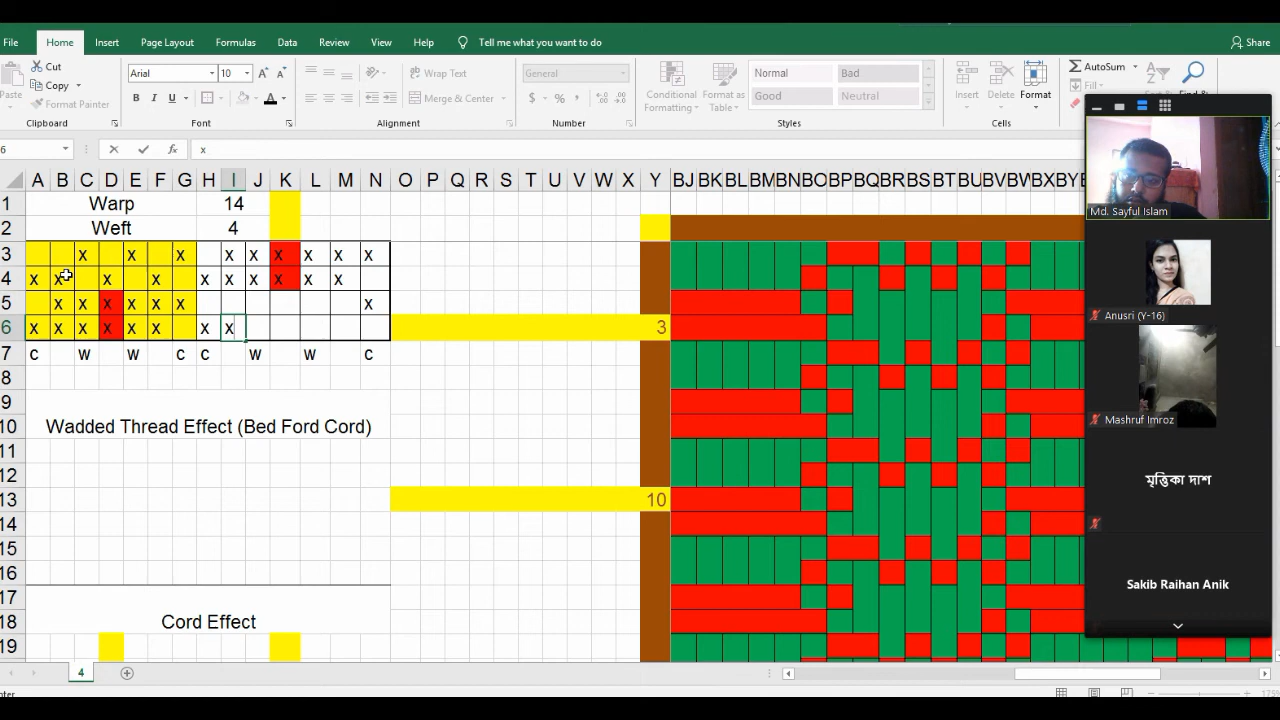 File Home Insert Page Layout Formulas Data Review View Help Tell me what you want to do Share
Cut
Copy
Format Painter
Paste
Clipboard
Arial 10
B I U
Font
Wrap Text
Merge & Center
Alignment
General
Number
Conditional Formatting
Format as Table
Normal Bad
Good Neutral
Styles
Insert Delete Format
Cells
AutoSum
Fill
6 fx x
A B C D E F G H I J K L M N O P Q R S T U V W X Y BJ BK BL BM BN BO BP BQ BR BS BT BU BV BW BX BY
1 Warp 14
2 Weft 4
3 x x x x x x x x x
4 x x x x x x x x x x
5 x x x x x x x
6 x x x x x x x x 3
7 C W W C C W W C
8
9
10 Wadded Thread Effect (Bed Ford Cord)
11
12
13 10
14
15
16
17
18 Cord Effect
19
4
Md. Sayful Islam
Anusri (Y-16)
Mashruf Imroz
মৃত্তিকা দাশ
Sakib Raihan Anik